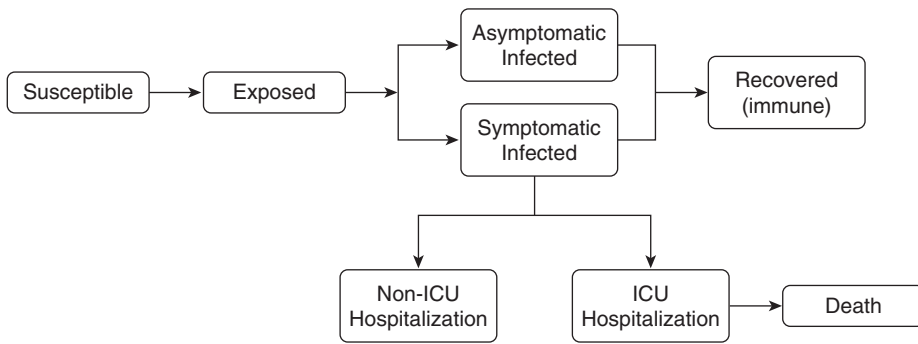 Susceptible
Exposed
Asymptomatic
Infected
Symptomatic
Infected
Recovered
(immune)
Non-ICU
Hospitalization
ICU
Hospitalization
Death